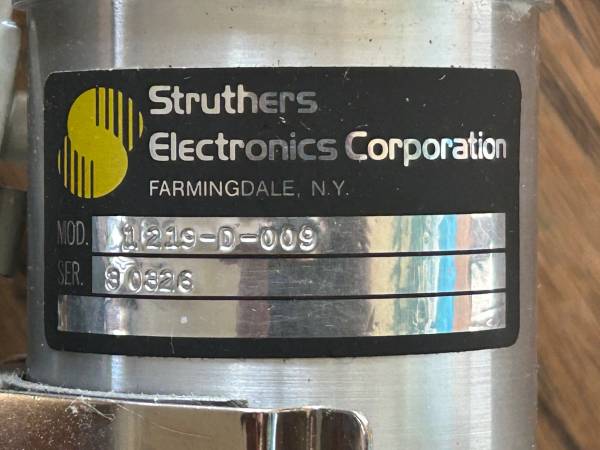 Struthers
Electronics Corporation
FARMINGDALE, N.Y.
MOD. 1219-D-009
SER. 90326